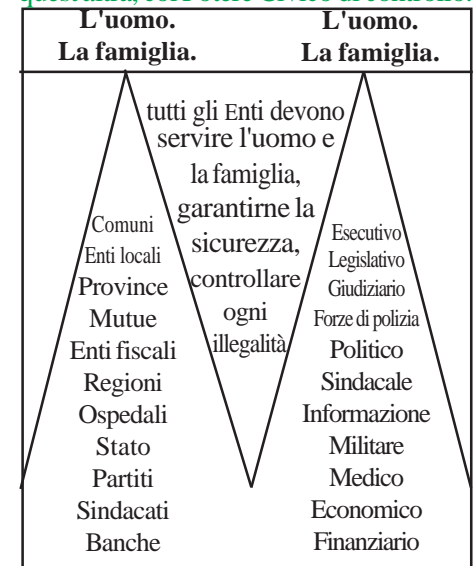 L'uomo.
La famiglia.
L'uomo.
La famiglia.
tutti gli Enti devono
servire l'uomo e
la famiglia,
garantirne la
sicurezza,
controllare
ogni
illegalità
Comuni
Enti locali
Province
Mutue
Enti fiscali
Regioni
Ospedali
Stato
Partiti
Sindacati
Banche
Esecutivo
Legislativo
Giudiziario
Forze di polizia
Politico
Sindacale
Informazione
Militare
Medico
Economico
Finanziario